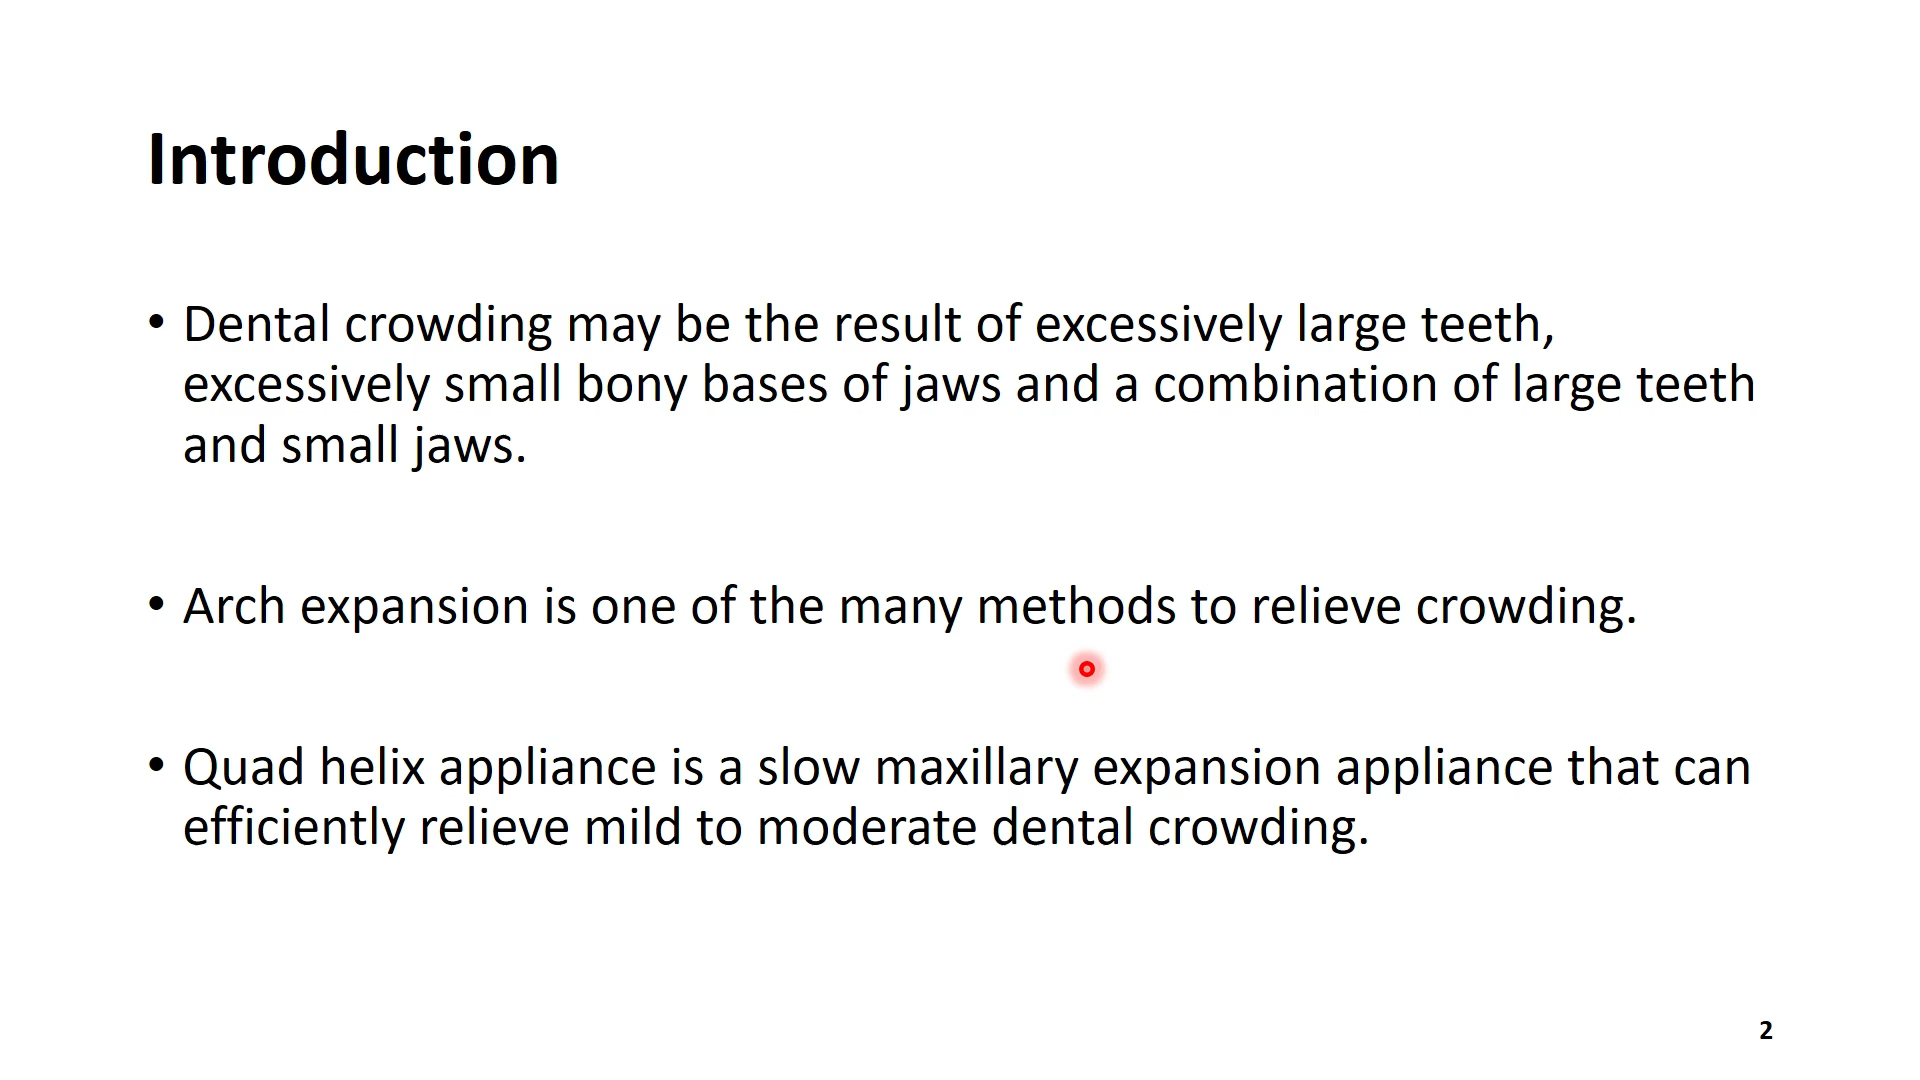 Introduction
• Dental crowding may be the result of excessively large teeth,
excessively small bony bases of jaws and a combination of large teeth
and small jaws.
• Arch expansion is one of the many methods to relieve crowding.
• Quad helix appliance is a slow maxillary expansion appliance that can
efficiently relieve mild to moderate dental crowding.
2